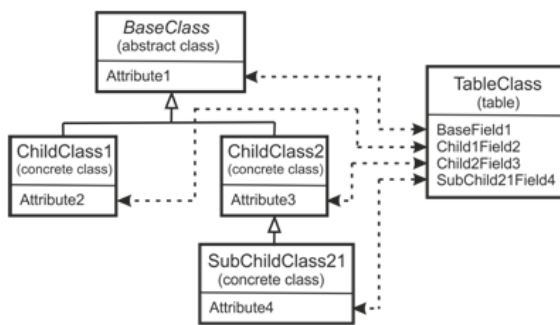 BaseClass
(abstract class)
Attribute1
TableClass
(table)
BaseField1
Child1Field2
Child2Field3
SubChild21Field4
ChildClass1
(concrete class)
Attribute2
ChildClass2
(concrete class)
Attribute3
SubChildClass21
(concrete class)
Attribute4